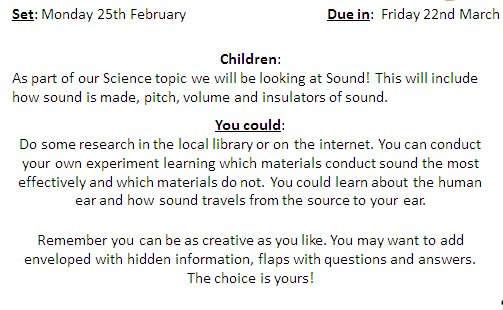 Set: Monday 25th February Due in: Friday 22nd March
Children:
As part of our Science topic we will be looking at Sound! This will include
how sound is made, pitch, volume and insulators of sound.
You could:
Do some research in the local library or on the internet. You can conduct
your own experiment learning which materials conduct sound the most
effectively and which materials do not. You could learn about the human
ear and how sound travels from the source to your ear.
Remember you can be as creative as you like. You may want to add
enveloped with hidden information, flaps with questions and answers.
The choice is yours!